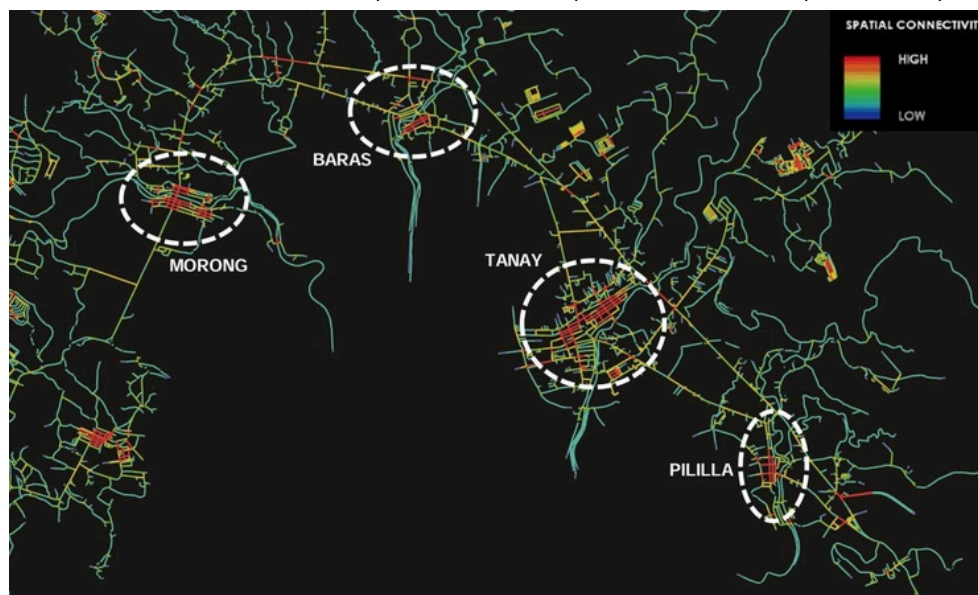 SPATIAL CONNECTIVIT
HIGH
LOW
BARAS
MORONG
TANAY
PILILLA